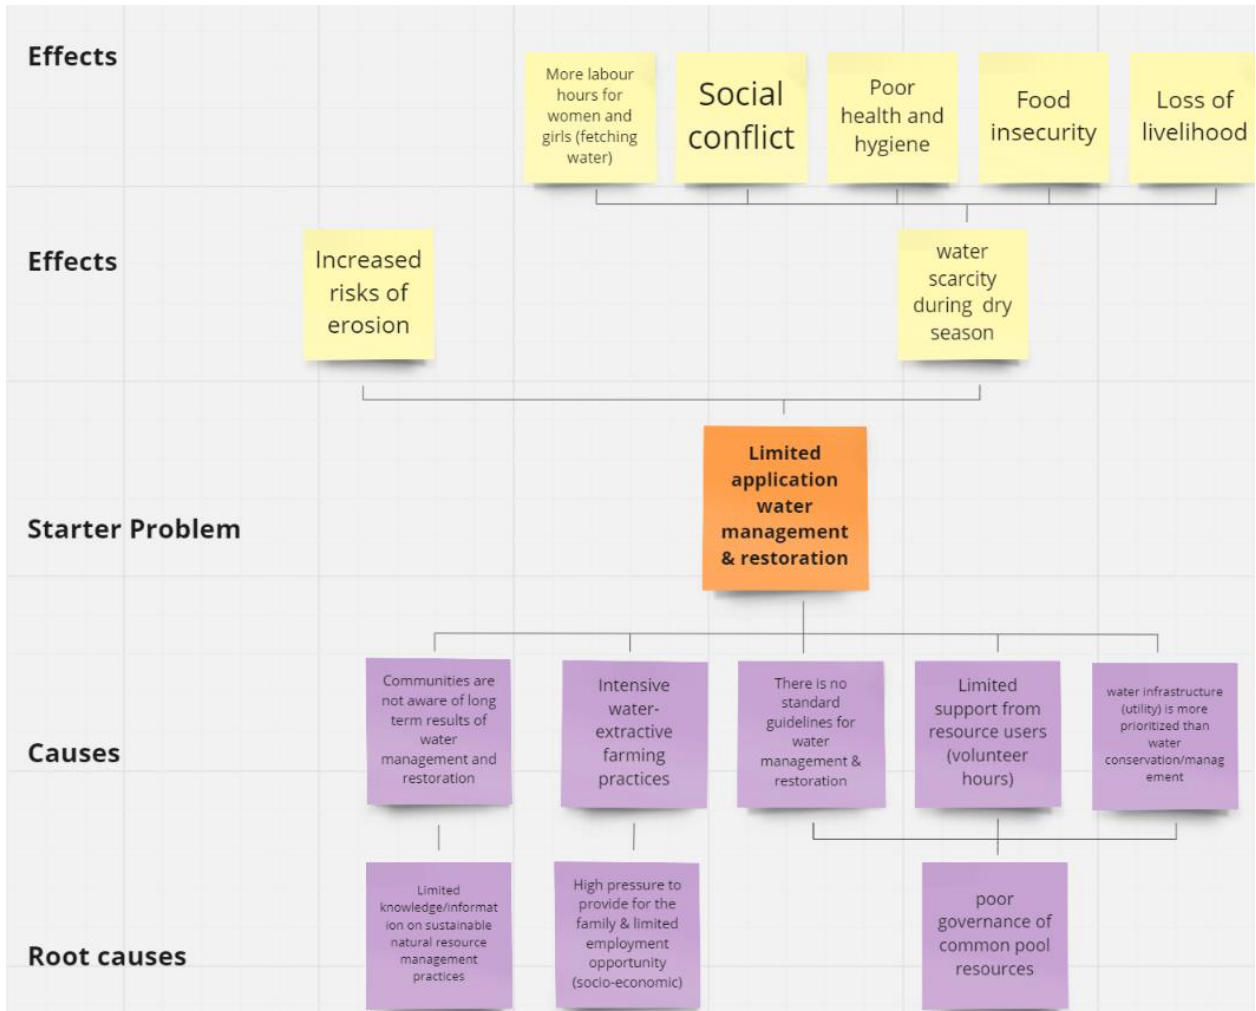 Effects
More labour
hours for
women and
girls (fetching
water)
Social
conflict
Poor
health and
hygiene
Food
insecurity
Loss of
livelihood
Effects
Increased
risks of
erosion
water
scarcity
during dry
season
Starter Problem
Limited
application
water
management
& restoration
Causes
Communities are
not aware of long
term results of
water
management and
restoration
Intensive
water-
extractive
farming
practices
There is no
standard
guidelines for
water
management &
restoration
Limited
support from
resource users
(volunteer
hours)
water infrastructure
(utility) is more
prioritized than
water
conservation/manag
ement
Root causes
Limited
knowledge/informat
ion on sustainable
natural resource
management
practices
High pressure to
provide for the
family & limited
employment
opportunity
(socio-economic)
poor
governance of
common pool
resources